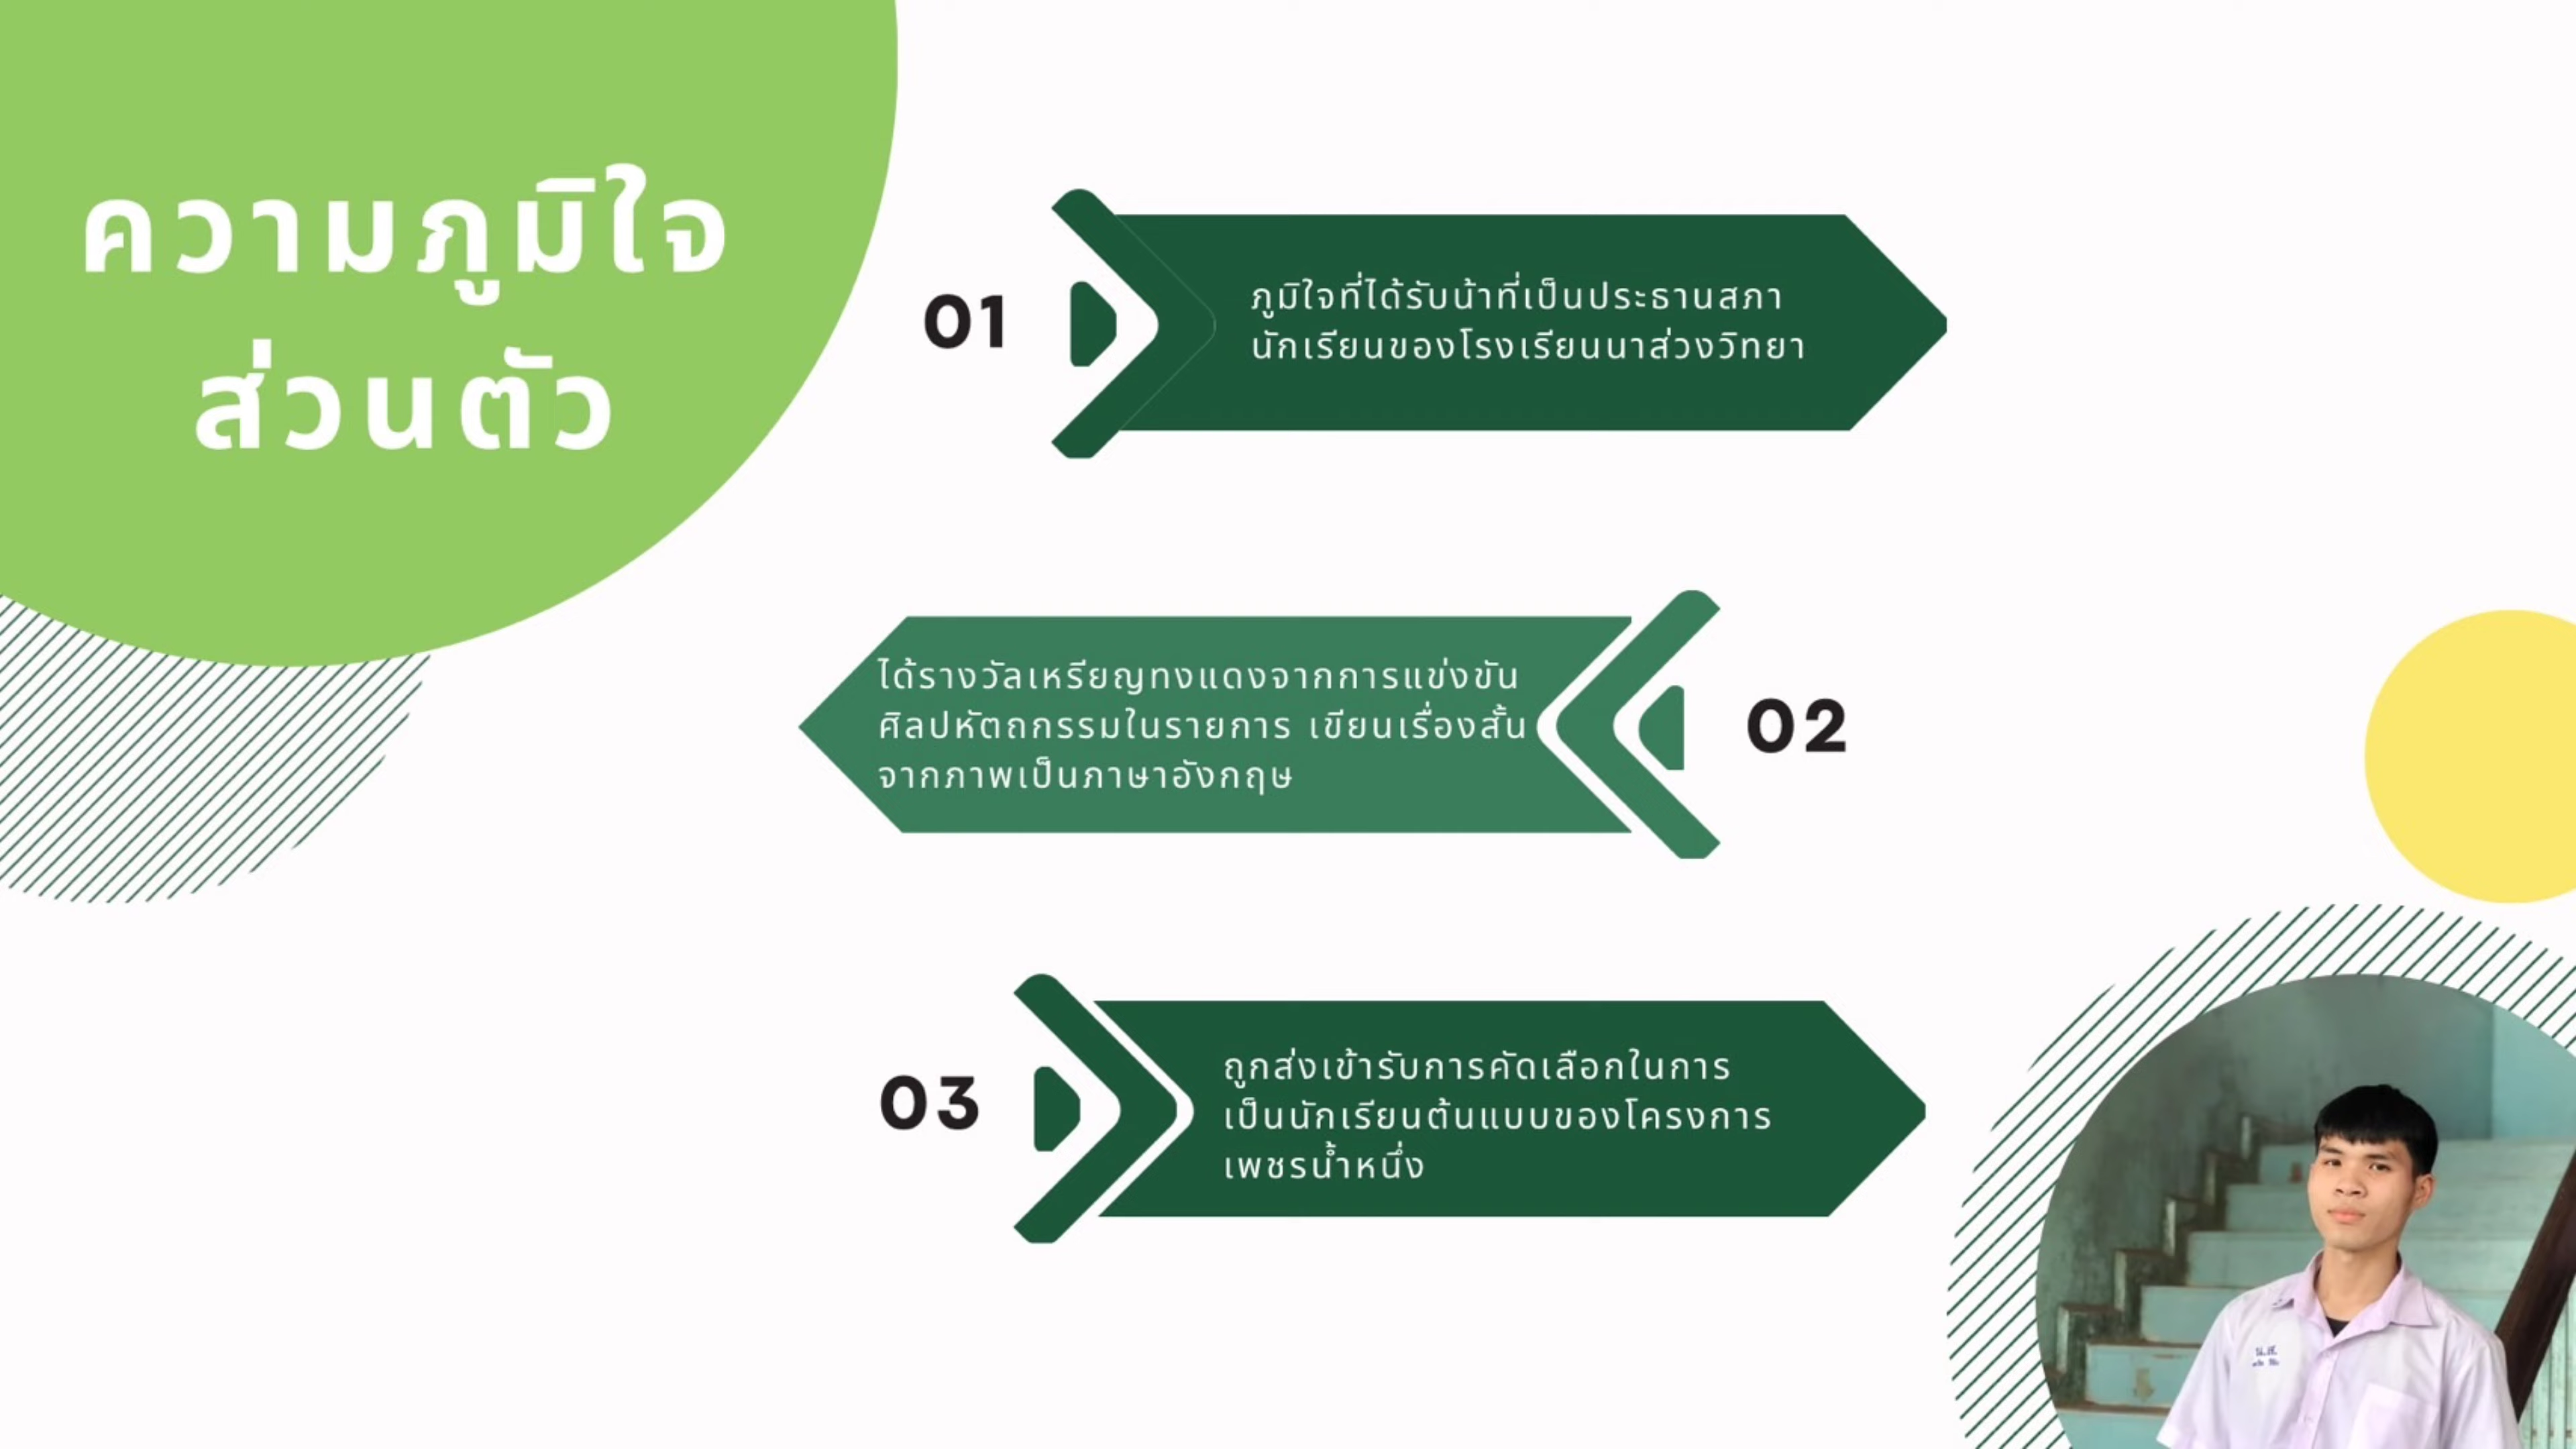 ความภูมิใจ
ส่วนตัว
01
ภูมิใจที่ได้รับน้าที่เป็นประธานสภา
นักเรียนของโรงเรียนนาส่วงวิทยา
ได้รางวัลเหรียญทงแดงจากการแข่งขัน
ศิลปหัตถกรรมในรายการ เขียนเรื่องสั้น
จากภาพเป็นภาษาอังกฤษ
02
03
ถูกส่งเข้ารับการคัดเลือกในการ
เป็นนักเรียนต้นแบบของโครงการ
เพชรน้ำหนึ่ง
น.ส.